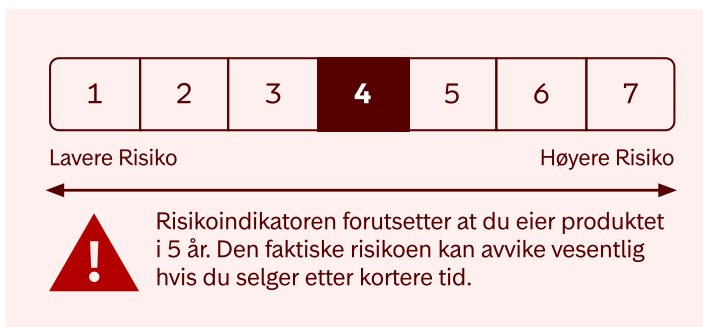 1 2 3 4 5 6 7
Lavere Risiko Høyere Risiko
!
Risikoindikatoren forutsetter at du eier produktet
i 5 år. Den faktiske risikoen kan avvike vesentlig
hvis du selger etter kortere tid.